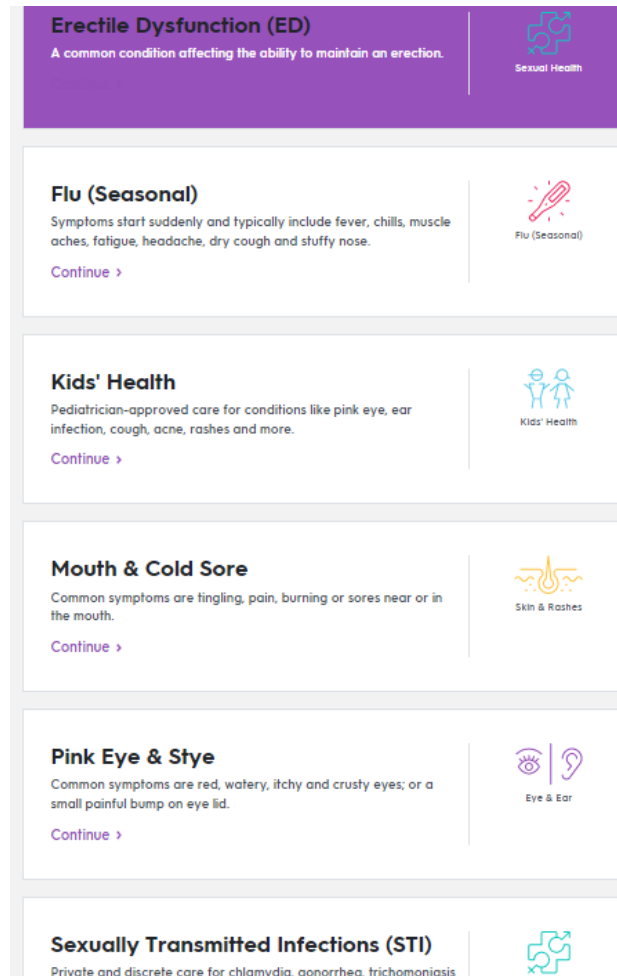 Erectile Dysfunction (ED)
A common condition affecting the ability to maintain an erection.
Sexual Health
Flu (Seasonal)
Symptoms start suddenly and typically include fever, chills, muscle
aches, fatigue, headache, dry cough and stuffy nose.
Continue ›
Flu (Seasonal)
Kids' Health
Pediatrician-approved care for conditions like pink eye, ear
infection, cough, acne, rashes and more.
Continue ›
Kids' Health
Mouth & Cold Sore
Common symptoms are tingling, pain, burning or sores near or in
the mouth.
Continue ›
Skin & Rashes
Pink Eye & Stye
Common symptoms are red, watery, itchy and crusty eyes; or a
small painful bump on eye lid.
Continue ›
Eye & Ear
Sexually Transmitted Infections (STI)
Private and discrete care for chlamydia, gonorrhea, trichomoniasis